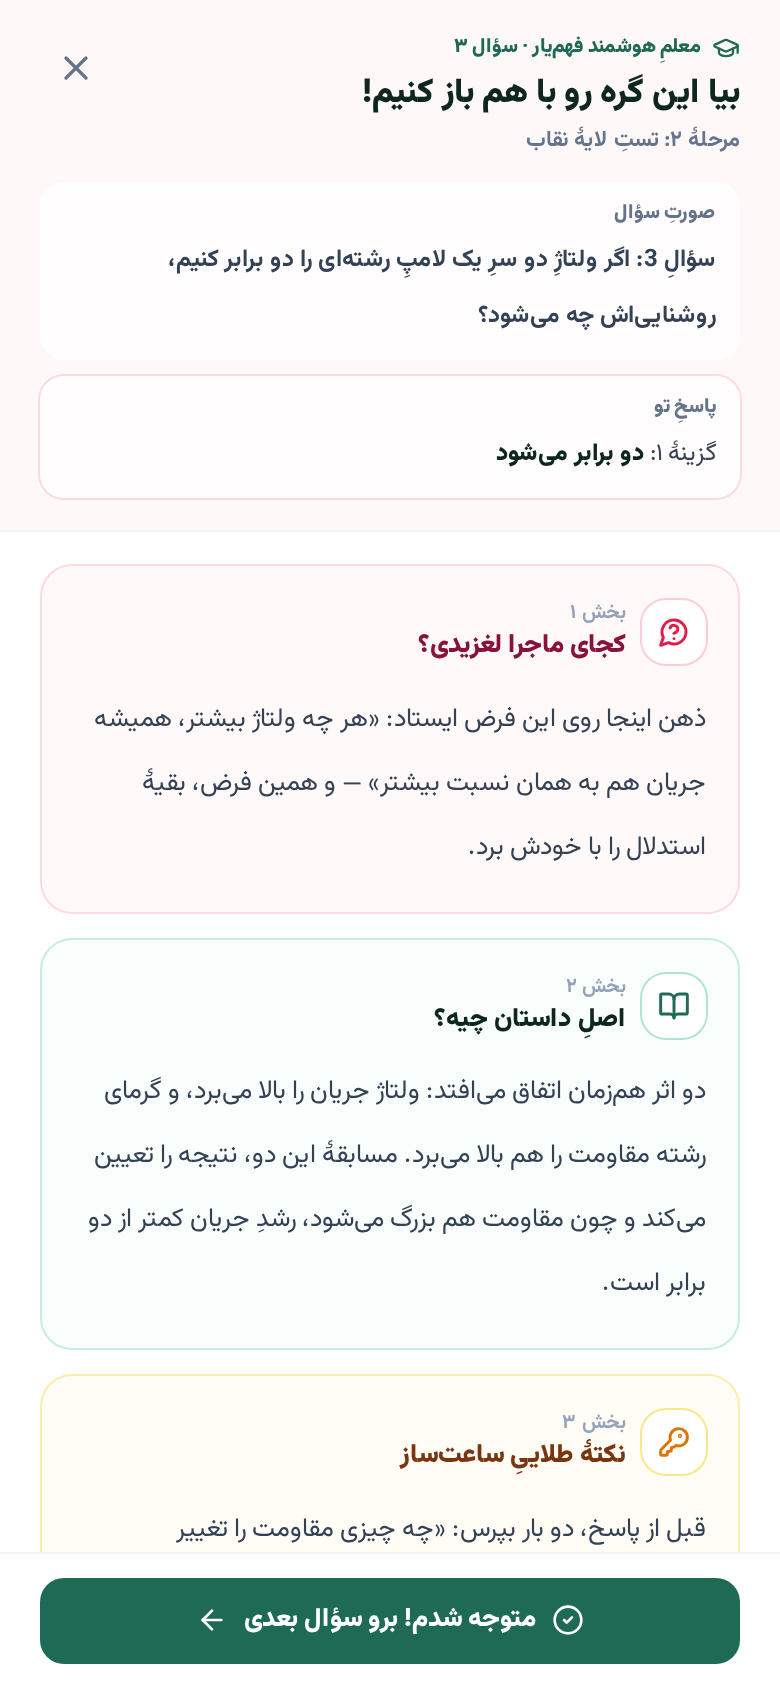 معلمِ هوشمند فهم‌یار · سؤال ۳
بیا این گره رو با هم باز کنیم!
مرحلهٔ ۲: تستِ لایهٔ نقاب
صورتِ سؤال
سؤالِ 3: اگر ولتاژِ دو سرِ یک لامپِ رشته‌ای را دو برابر کنیم،
روشنایی‌اش چه می‌شود؟
پاسخِ تو
گزینهٔ ۱: دو برابر می‌شود
بخش ۱
کجای ماجرا لغزیدی؟
ذهن اینجا روی این فرض ایستاد: «هر چه ولتاژ بیشتر، همیشه
جریان هم به همان نسبت بیشتر» — و همین فرض، بقیهٔ
استدلال را با خودش برد.
بخش ۲
اصلِ داستان چیه؟
دو اثر هم‌زمان اتفاق می‌افتد: ولتاژ جریان را بالا می‌برد، و گرمای
رشته مقاومت را هم بالا می‌برد. مسابقهٔ این دو، نتیجه را تعیین
می‌کند و چون مقاومت هم بزرگ می‌شود، رشدِ جریان کمتر از دو
برابر است.
بخش ۳
نکتهٔ طلاییِ ساعت‌ساز
قبل از پاسخ، دو بار بپرس: «چه چیزی مقاومت را تغییر
متوجه شدم! برو سؤال بعدی